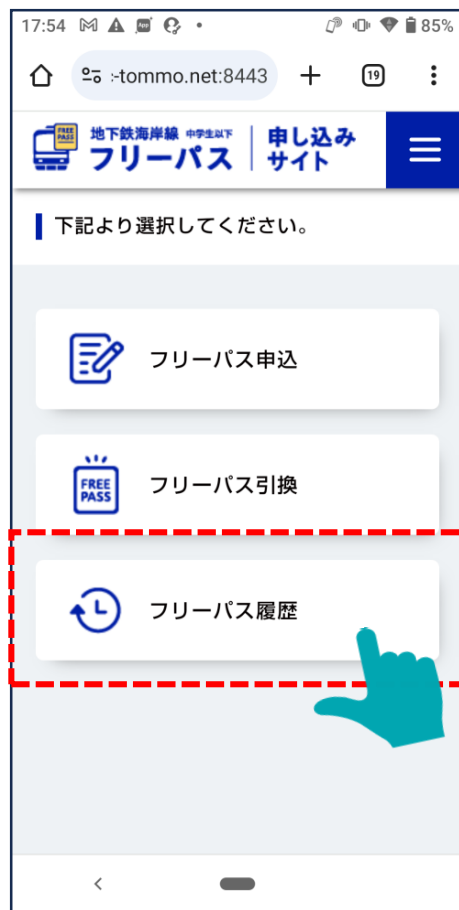 17:54 85%
:-tommo.net:8443 + 19
FREE PASS 地下鉄海岸線 中学生以下
フリーパス
申し込み
サイト
下記より選択してください。
フリーパス申込
FREE
PASS
フリーパス引換
フリーパス履歴